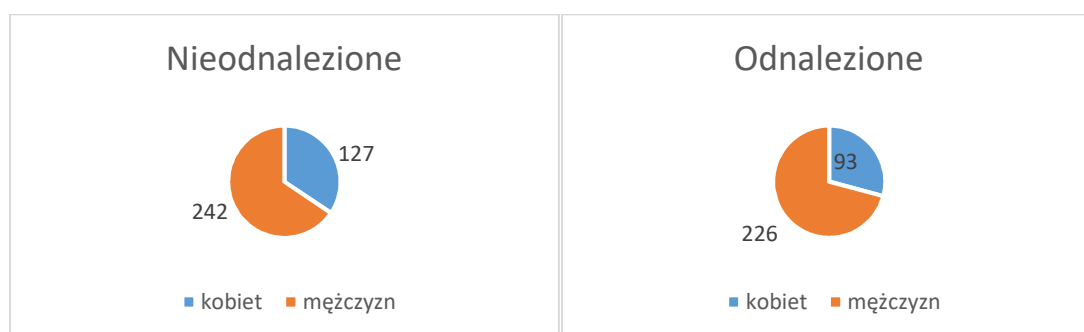 Nieodnalezione
127
242
kobiet mężczyzn
Odnalezione
93
226
kobiet mężczyzn